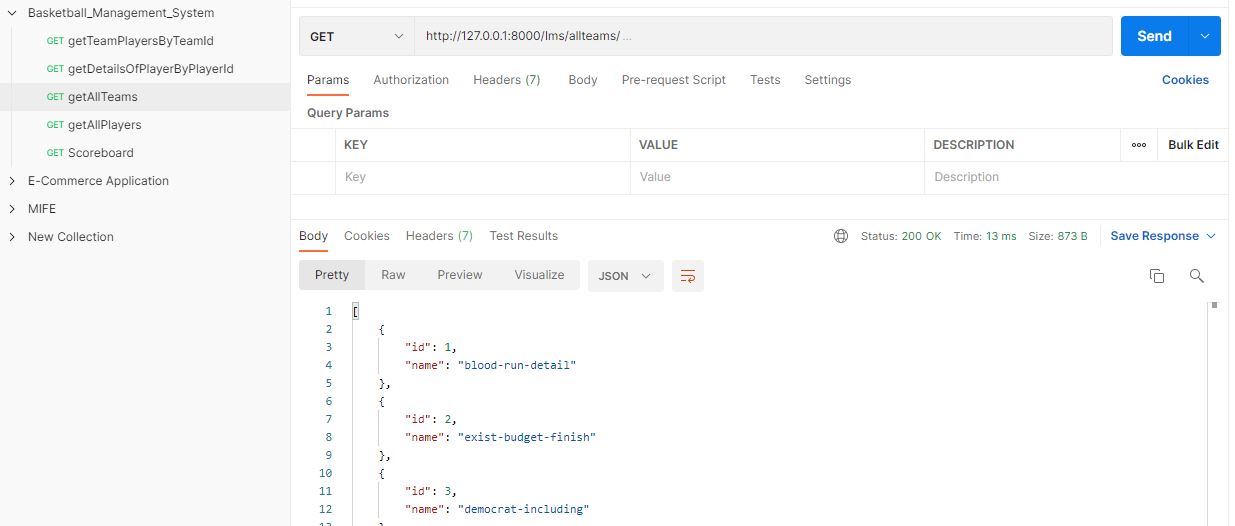 Basketball_Management_System
GET getTeamPlayersByTeamId
GET getDetailsOfPlayerByPlayerId
GET getAllTeams
GET getAllPlayers
GET Scoreboard
E-Commerce Application
MIFE
New Collection
GET http://127.0.0.1:8000/lms/allteams/ ... Send
Params Authorization Headers (7) Body Pre-request Script Tests Settings Cookies
Query Params
KEY VALUE DESCRIPTION ooo Bulk Edit
Key Value Description
Body Cookies Headers (7) Test Results Status: 200 OK Time: 13 ms Size: 873 B Save Response
Pretty Raw Preview Visualize JSON
1 [
2 {
3 "id": 1,
4 "name": "blood-run-detail"
5 },
6 {
7 "id": 2,
8 "name": "exist-budget-finish"
9 },
10 {
11 "id": 3,
12 "name": "democrat-including"
13 }